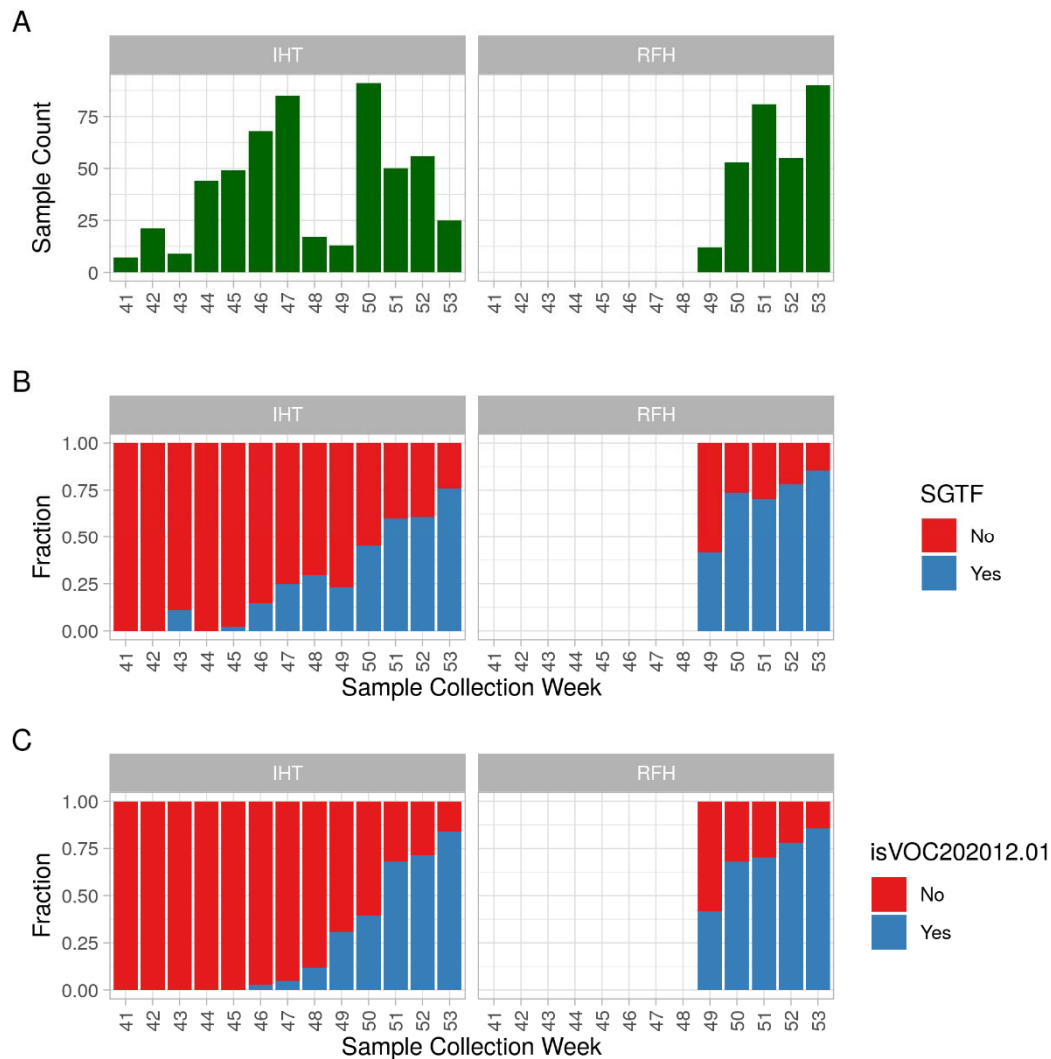 A
IHT RFH
Sample Count
75
50
25
0
41 42 43 44 45 46 47 48 49 50 51 52 53 41 42 43 44 45 46 47 48 49 50 51 52 53
B
IHT RFH
Fraction
1.00
0.75
0.50
0.25
0.00
41 42 43 44 45 46 47 48 49 50 51 52 53 41 42 43 44 45 46 47 48 49 50 51 52 53
Sample Collection Week
SGTF
No
Yes
C
IHT RFH
Fraction
1.00
0.75
0.50
0.25
0.00
41 42 43 44 45 46 47 48 49 50 51 52 53 41 42 43 44 45 46 47 48 49 50 51 52 53
Sample Collection Week
isVOC202012.01
No
Yes